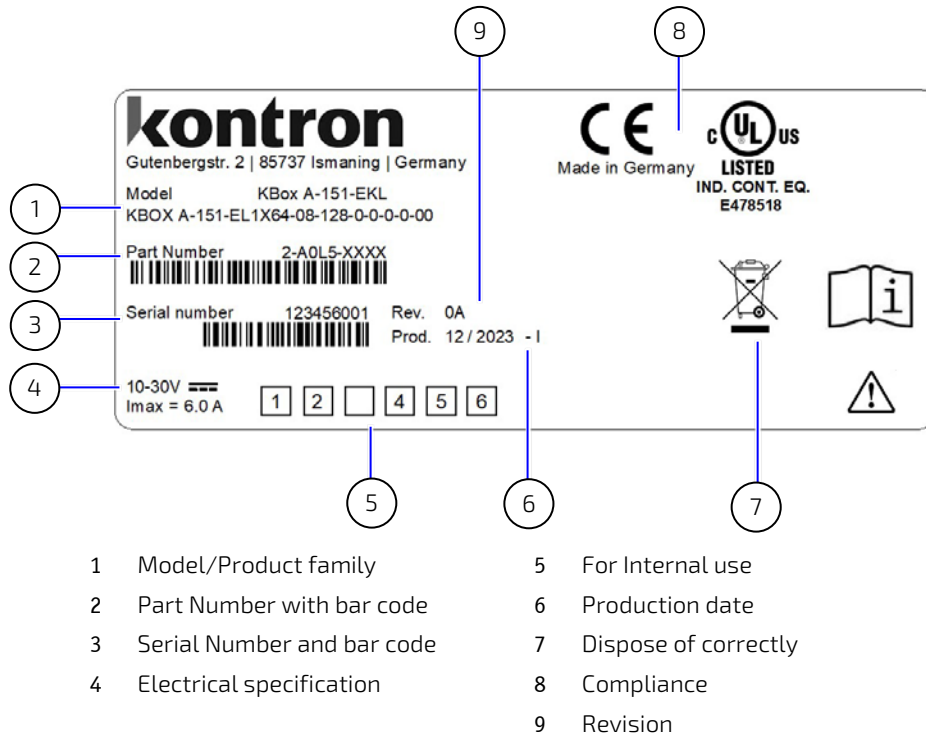 9
8
kontron
Gutenbergstr. 2 | 85737 Ismaning | Germany
CE
Made in Germany
C UL US
LISTED
IND. CONT. EQ.
E478518
1
Model KBox A-151-EKL
KBOX A-151-EL1X64-08-128-0-0-0-0-00
2
Part Number 2-A0L5-XXXX
3
Serial number 123456001 Rev. 0A
Prod. 12/2023 - I
i
4
10-30V
Imax = 6.0 A
1 2 4 5 6
5
6
7
1 Model/Product family
2 Part Number with bar code
3 Serial Number and bar code
4 Electrical specification
5 For Internal use
6 Production date
7 Dispose of correctly
8 Compliance
9 Revision